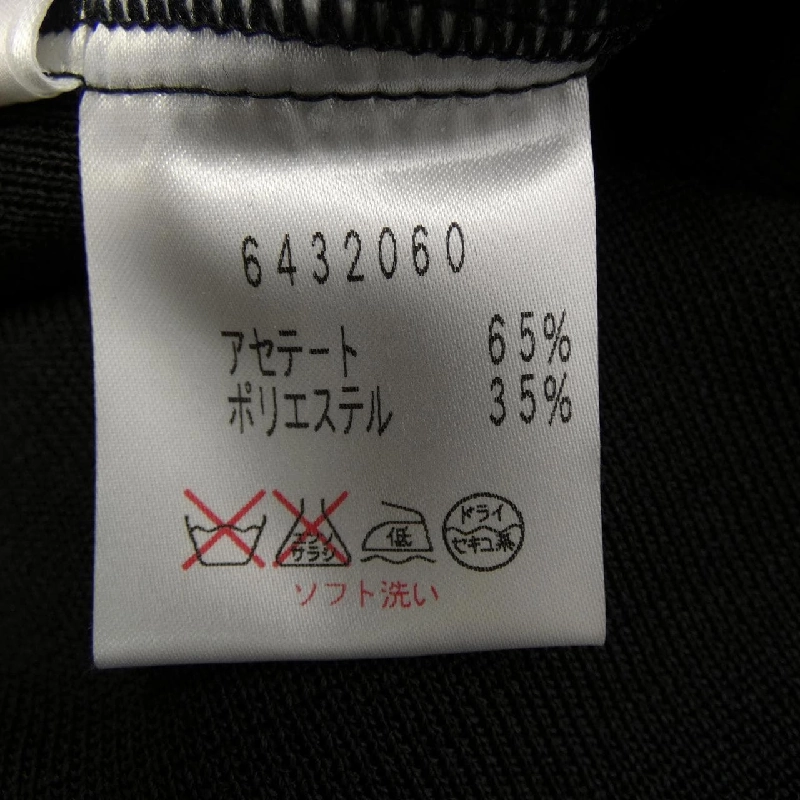 6432060
アセテート 65%
ポリエステル 35%
エンソ
サラシ
低
ドライ
セキユ系
ソフト洗い